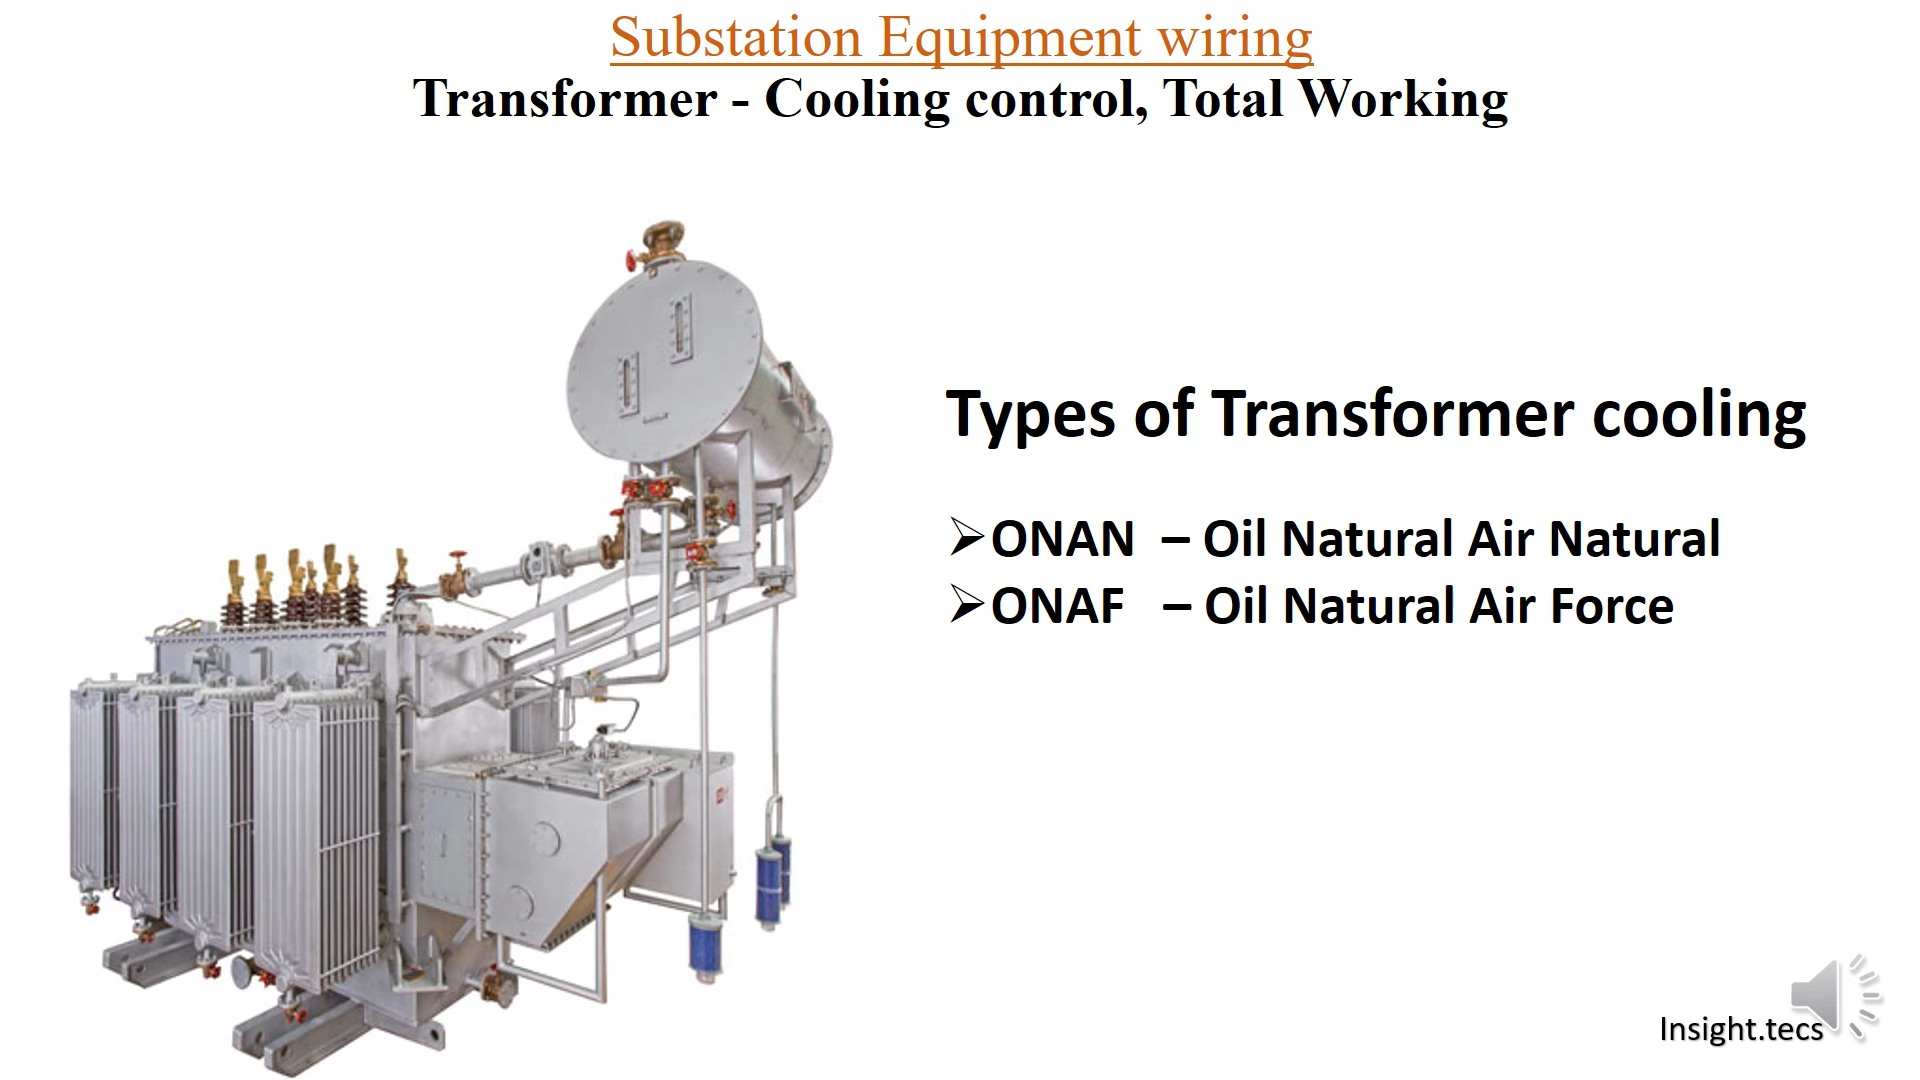 Substation Equipment wiring
Transformer - Cooling control, Total Working
Types of Transformer cooling
➢ONAN – Oil Natural Air Natural
➢ONAF – Oil Natural Air Force
Insight.tecs